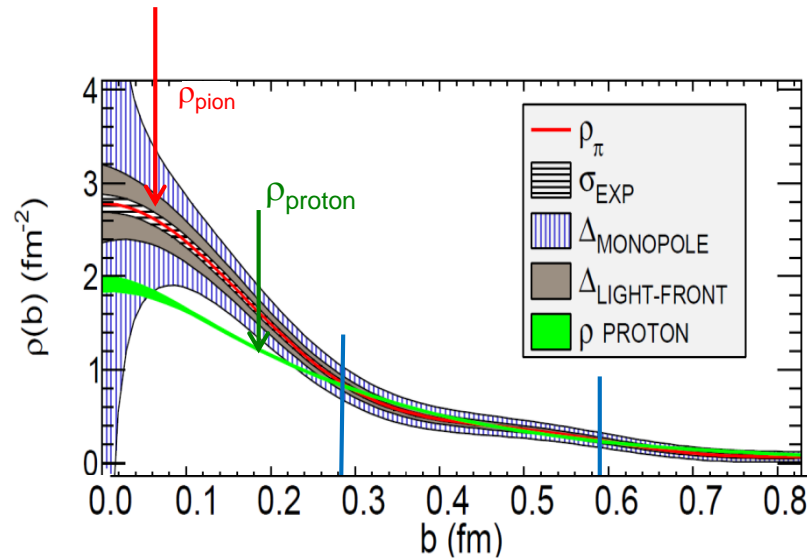 4
3
2
1
0
ρ(b) (fm⁻²)
ρpion
ρproton
ρπ
σEXP
ΔMONOPOLE
ΔLIGHT-FRONT
ρ PROTON
0.0 0.1 0.2 0.3 0.4 0.5 0.6 0.7 0.8
b (fm)